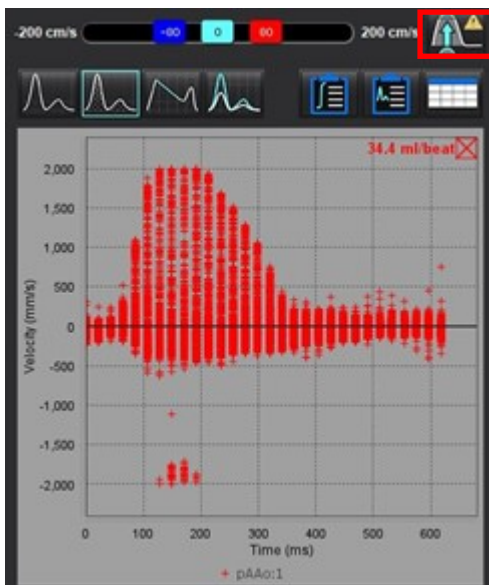 -200 cm/s -80 0 80 200 cm/s
34.4 ml/beat
2,000
1,500
1,000
500
0
-500
-1,000
-1,500
-2,000
Velocity (mm/s)
0 100 200 300 400 500 600
Time (ms)
+ pAAo:1